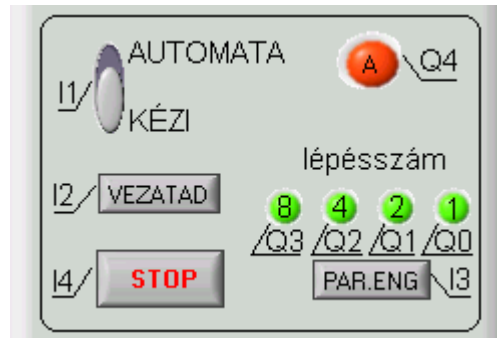 AUTOMATA
A
Q4
I1/
KÉZI
lépésszám
I2/
VEZATAD
8 4 2 1
/Q3 /Q2 /Q1 /Q0
I4/
STOP
PAR.ENG
\I3